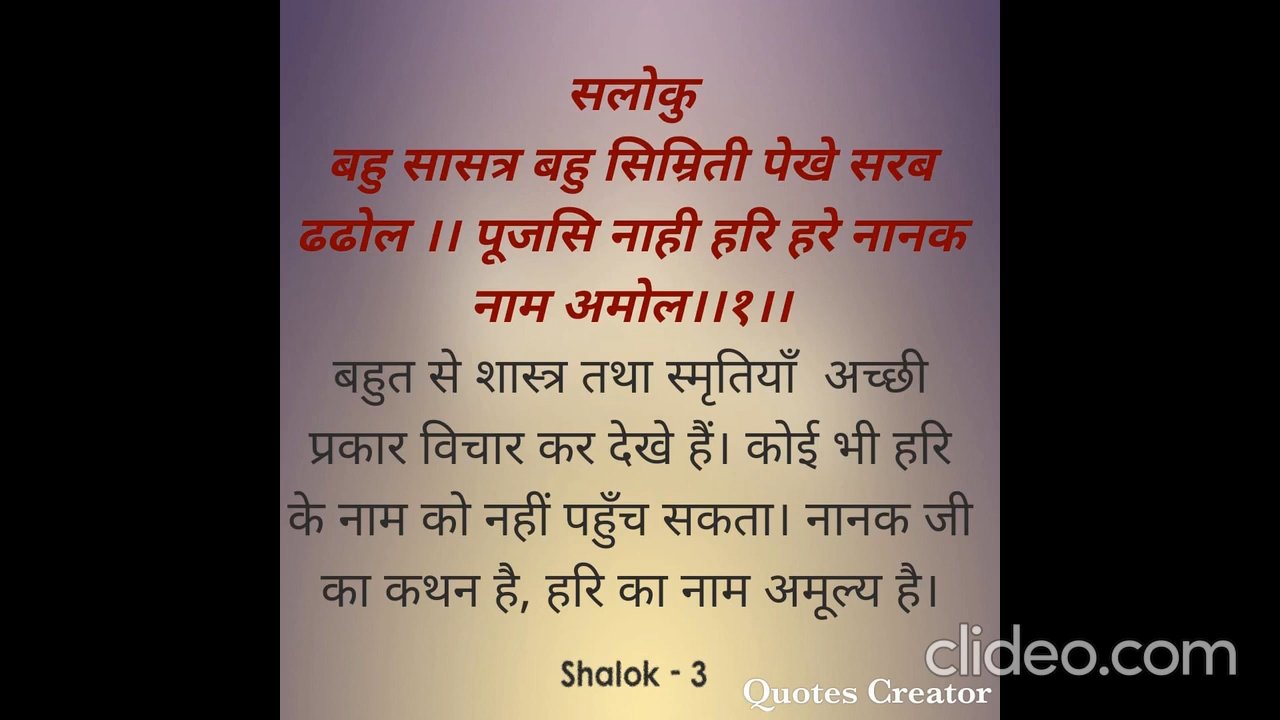 सलोकु
बहु सासत्र बहु सिम्रिती पेखे सरब
ढढोल ।। पूजसि नाही हरि हरे नानक
नाम अमोल।।१।।
बहुत से शास्त्र तथा स्मृतियाँ अच्छी
प्रकार विचार कर देखे हैं। कोई भी हरि
के नाम को नहीं पहुँच सकता। नानक जी
का कथन है, हरि का नाम अमूल्य है।
Shalok - 3
clideo.com
Quotes Creator